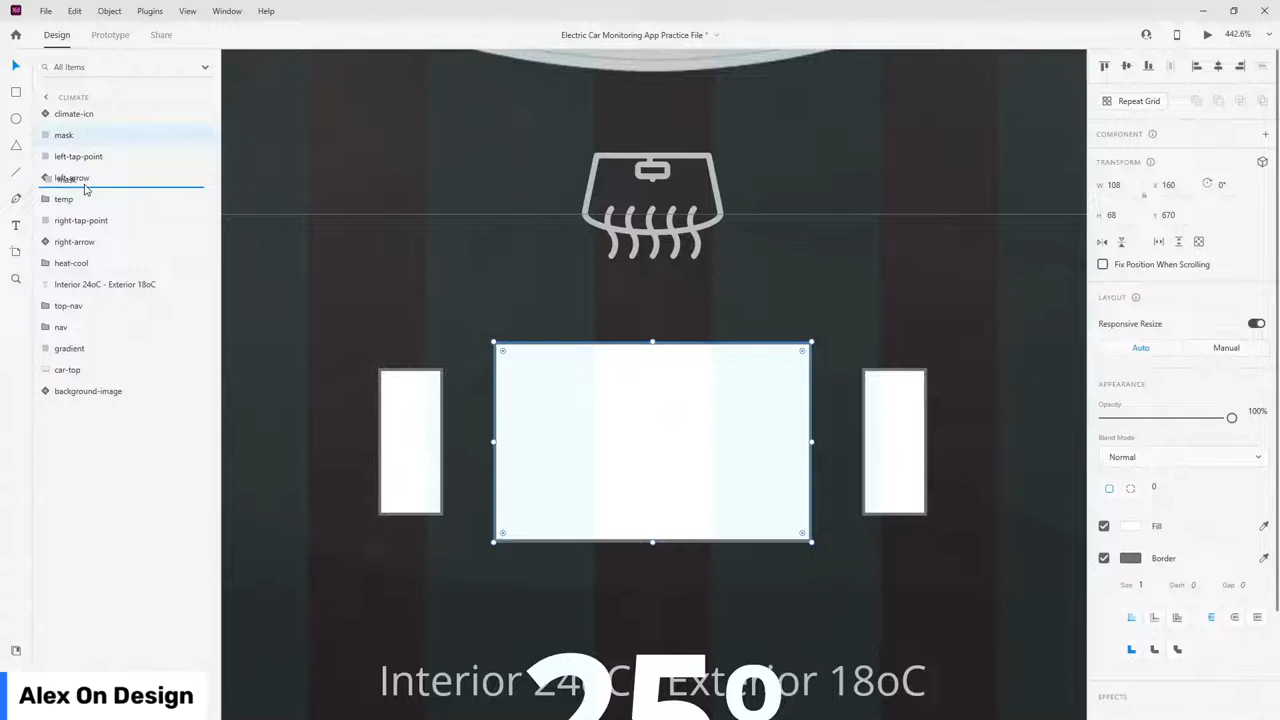 File Edit Object Plugins View Window Help
Design Prototype Share
Electric Car Monitoring App Practice File *
442.6%
All Items
CLIMATE
climate-icn
mask
left-tap-point
left-arrow
mask
temp
right-tap-point
right-arrow
heat-cool
Interior 24oC - Exterior 18oC
top-nav
nav
gradient
car-top
background-image
Interior 24oC - Exterior 18oC
25°
Repeat Grid
COMPONENT
TRANSFORM
W 108 X 160 0°
H 68 Y 670
Fix Position When Scrolling
LAYOUT
Responsive Resize
Auto Manual
APPEARANCE
Opacity
100%
Blend Mode
Normal
0
Fill
Border
Size 1 Dash 0 Gap 0
EFFECTS
Alex On Design